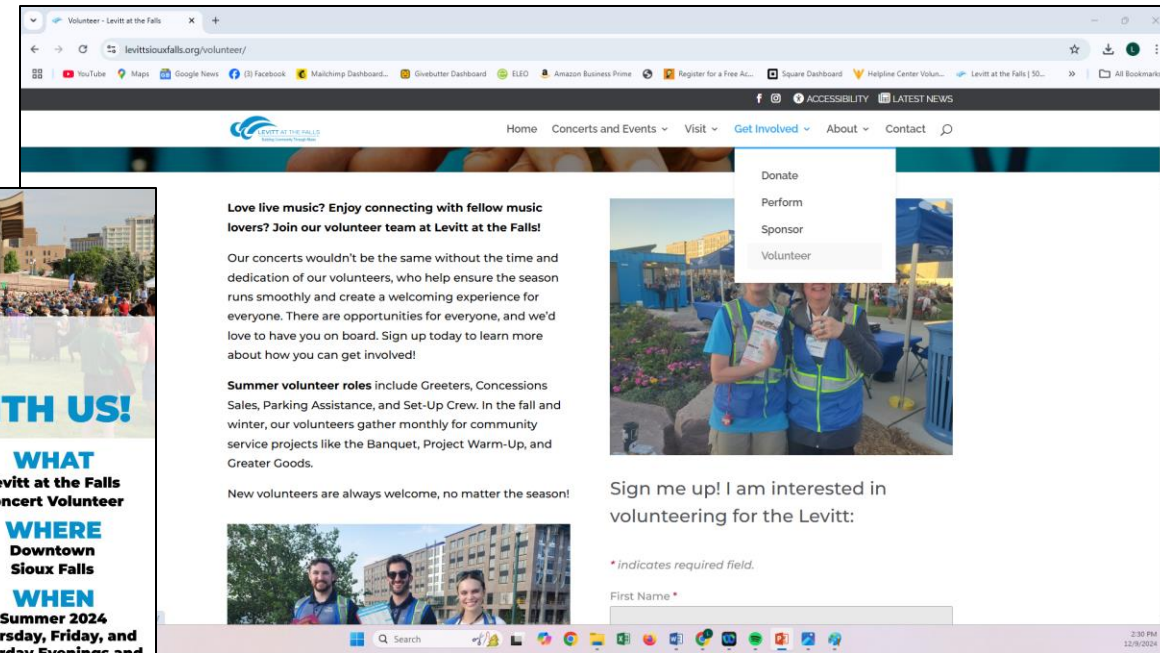 Volunteer - Levitt at the Falls
levittsiouxfalls.org/volunteer/
YouTube Maps Google News (3) Facebook Mailchimp Dashboard... Givebutter Dashboard ELEO Amazon Business Prime Register for a Free Ac... Square Dashboard Helpline Center Volun... Levitt at the Falls | 50... » All Bookmarks
ACCESSIBILITY LATEST NEWS
LEVITT AT THE FALLS
Building Community Through Music
Home Concerts and Events Visit Get Involved About Contact
Donate
Perform
Sponsor
Volunteer
Love live music? Enjoy connecting with fellow music
lovers? Join our volunteer team at Levitt at the Falls!
Our concerts wouldn't be the same without the time and
dedication of our volunteers, who help ensure the season
runs smoothly and create a welcoming experience for
everyone. There are opportunities for everyone, and we'd
love to have you on board. Sign up today to learn more
about how you can get involved!
Summer volunteer roles include Greeters, Concessions
Sales, Parking Assistance, and Set-Up Crew. In the fall and
winter, our volunteers gather monthly for community
service projects like the Banquet, Project Warm-Up, and
Greater Goods.
New volunteers are always welcome, no matter the season!
Sign me up! I am interested in
volunteering for the Levitt:
* indicates required field.
First Name *
TH US!
WHAT
evitt at the Falls
oncert Volunteer
WHERE
Downtown
Sioux Falls
WHEN
Summer 2024
rsday, Friday, and
rday Evenings and
Search
2:30 PM
12/9/2024